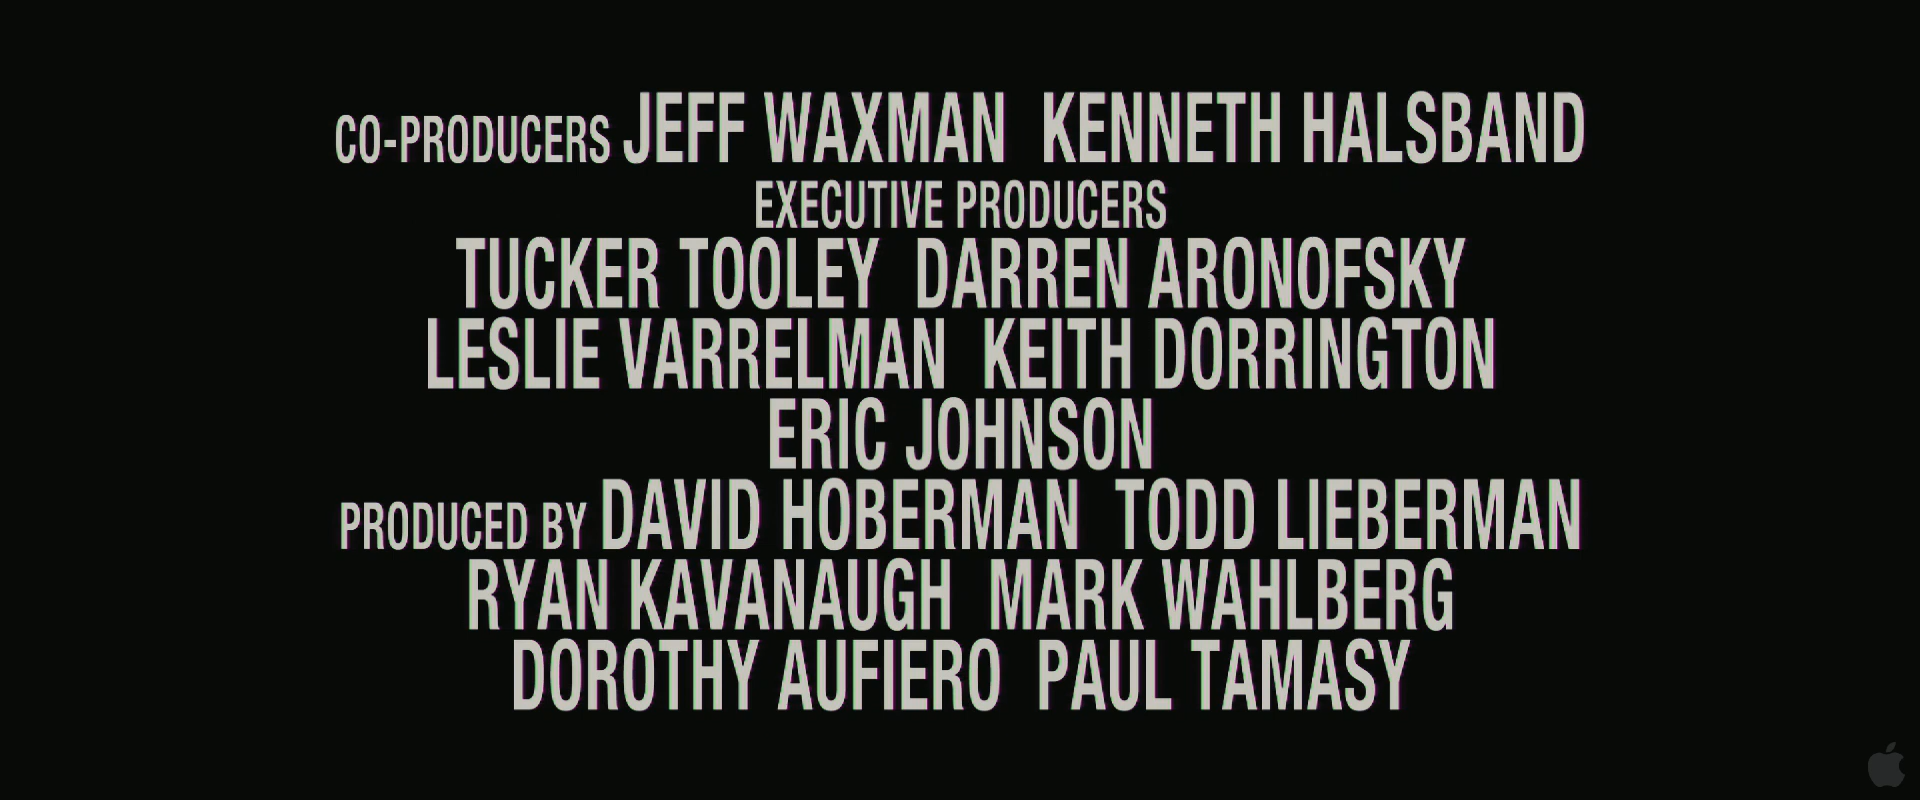 CO-PRODUCERS JEFF WAXMAN KENNETH HALSBAND
EXECUTIVE PRODUCERS
TUCKER TOOLEY DARREN ARONOFSKY
LESLIE VARRELMAN KEITH DORRINGTON
ERIC JOHNSON
PRODUCED BY DAVID HOBERMAN TODD LIEBERMAN
RYAN KAVANAUGH MARK WAHLBERG
DOROTHY AUFIERO PAUL TAMASY